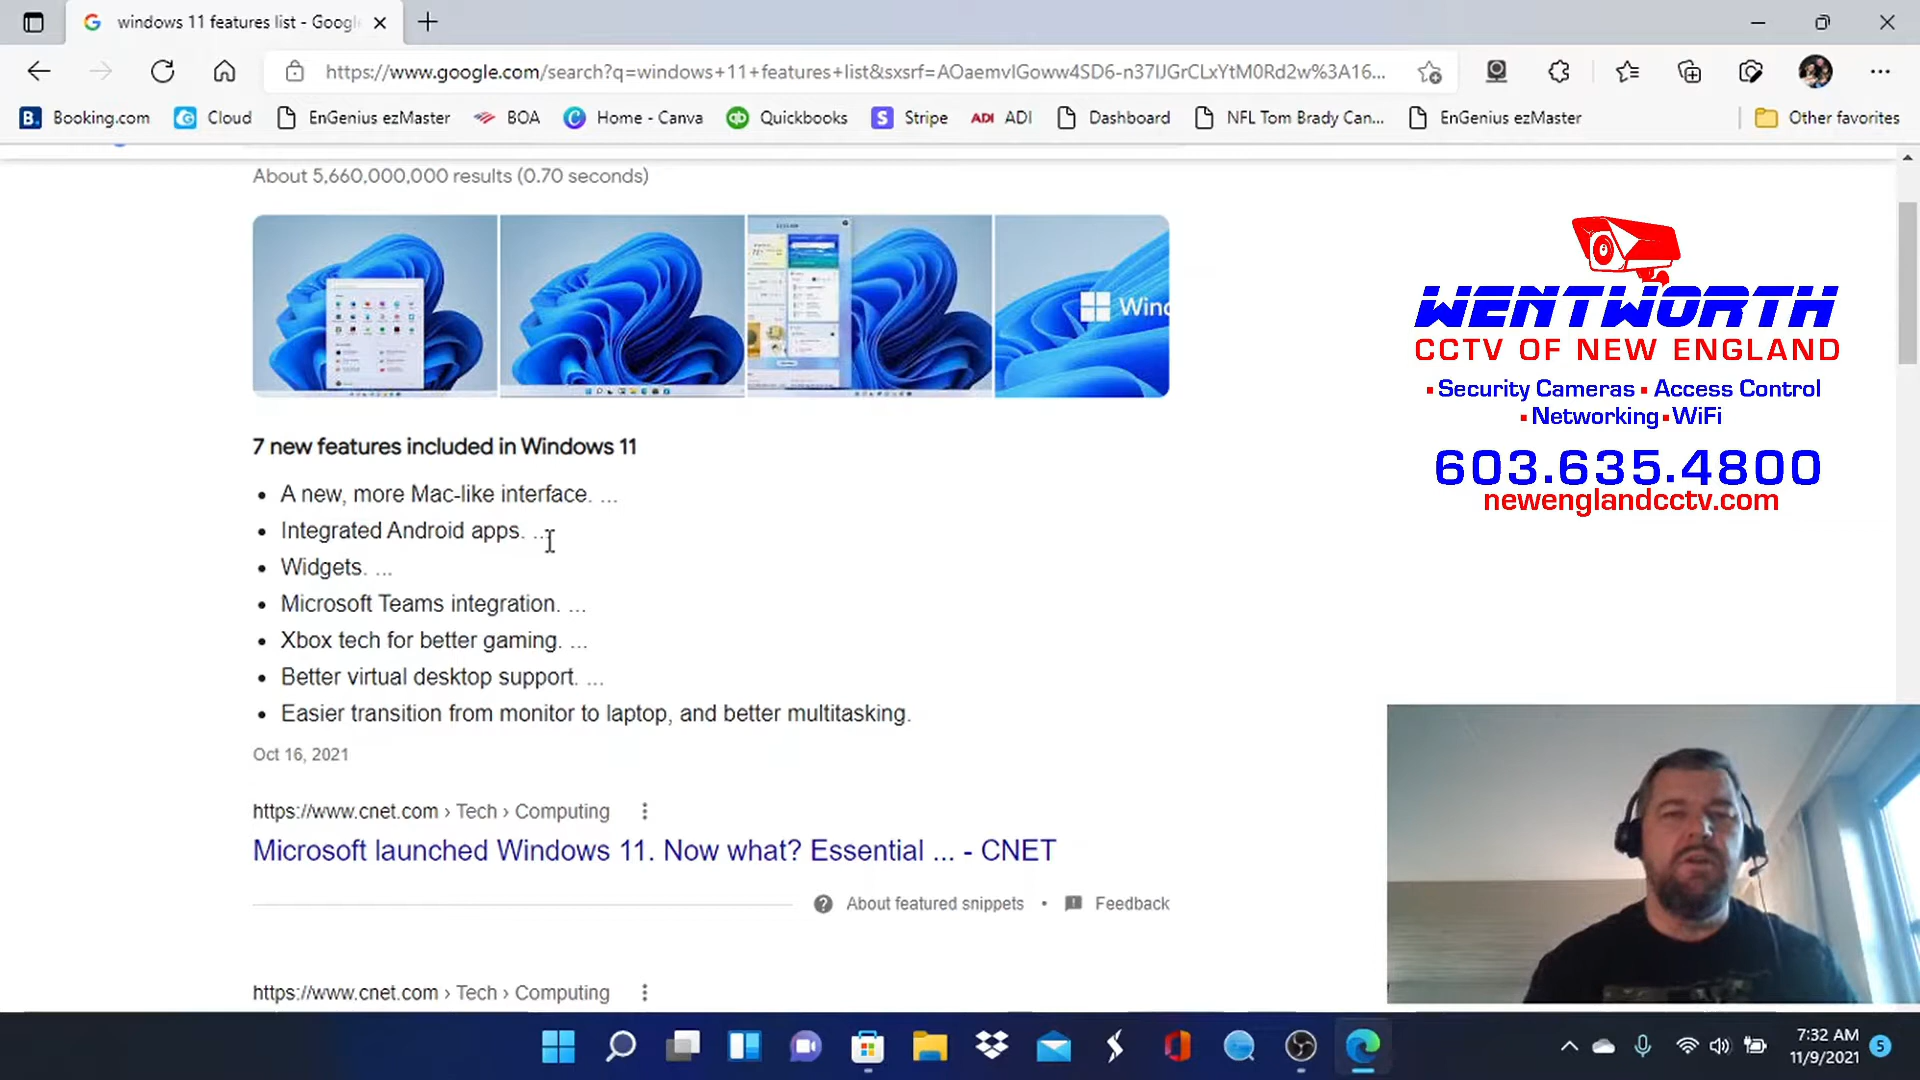 windows 11 features list - Googl
https://www.google.com/search?q=windows+11+features+list&sxsrf=AOaemvIGoww4SD6-n37IJGrCLxYtM0Rd2w%3A16...
Booking.com Cloud EnGenius ezMaster BOA Home - Canva Quickbooks Stripe ADI ADI Dashboard NFL Tom Brady Can... EnGenius ezMaster Other favorites
About 5,660,000,000 results (0.70 seconds)
Wind
7 new features included in Windows 11
• A new, more Mac-like interface. ...
• Integrated Android apps. ...
• Widgets. ...
• Microsoft Teams integration. ...
• Xbox tech for better gaming. ...
• Better virtual desktop support. ...
• Easier transition from monitor to laptop, and better multitasking.
Oct 16, 2021
https://www.cnet.com › Tech › Computing
Microsoft launched Windows 11. Now what? Essential ... - CNET
About featured snippets • Feedback
https://www.cnet.com › Tech › Computing
WENTWORTH
CCTV OF NEW ENGLAND
▪Security Cameras▪Access Control
▪Networking▪WiFi
603.635.4800
newenglandcctv.com
7:32 AM
11/9/2021
5